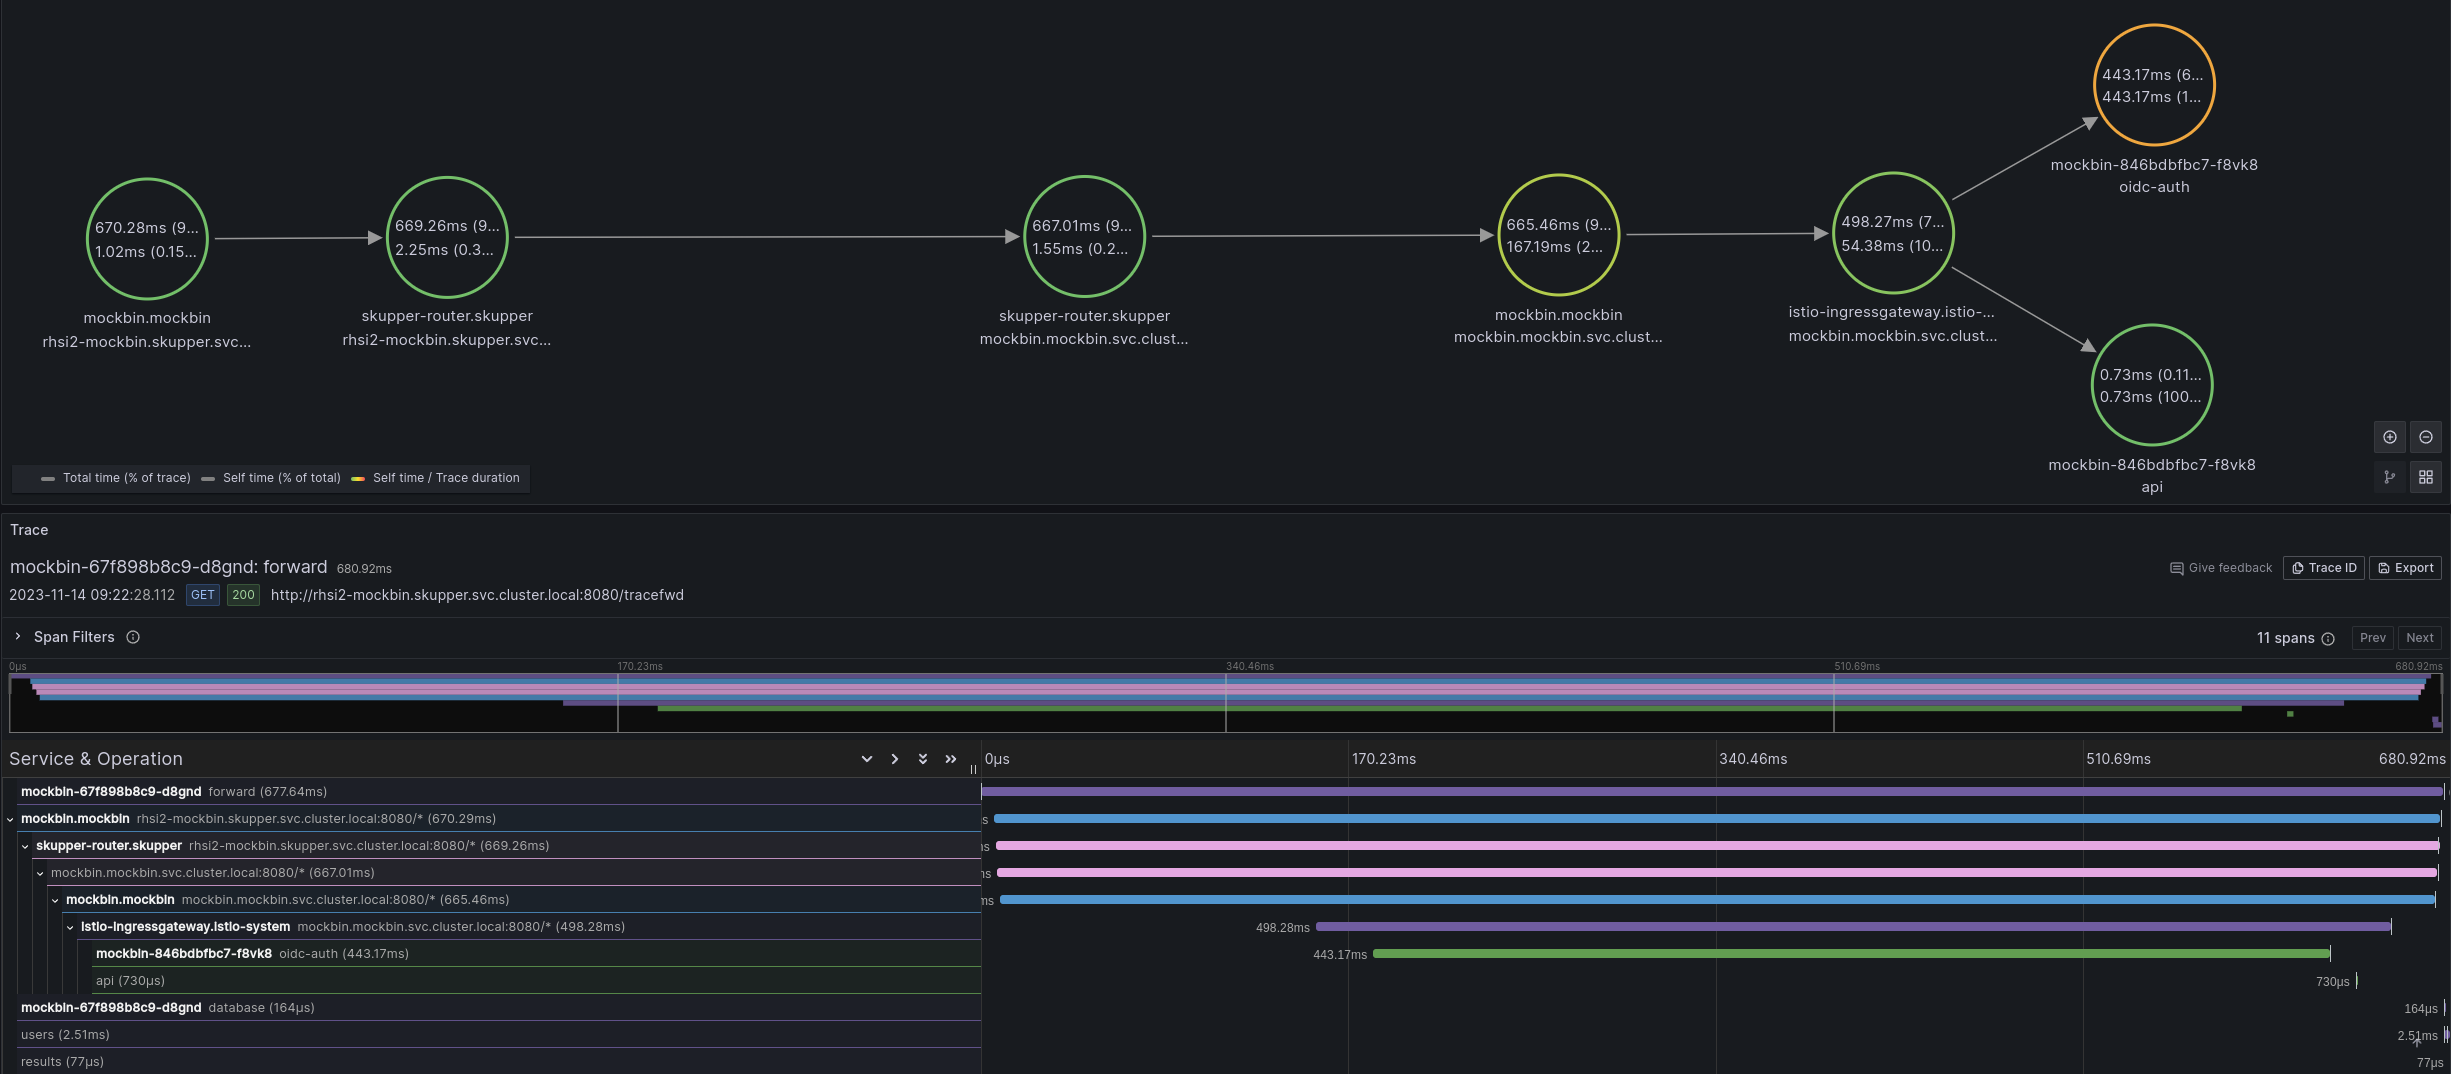 443.17ms (6...
443.17ms (1...
mockbin-846bdbfbc7-f8vk8
oidc-auth
670.28ms (9...
1.02ms (0.15...
mockbin.mockbin
rhsi2-mockbin.skupper.svc...
669.26ms (9...
2.25ms (0.3...
skupper-router.skupper
rhsi2-mockbin.skupper.svc...
667.01ms (9...
1.55ms (0.2...
skupper-router.skupper
mockbin.mockbin.svc.clust...
665.46ms (9...
167.19ms (2...
mockbin.mockbin
mockbin.mockbin.svc.clust...
498.27ms (7...
54.38ms (10...
istio-ingressgateway.istio-...
mockbin.mockbin.svc.clust...
0.73ms (0.11...
0.73ms (100...
mockbin-846bdbfbc7-f8vk8
api
Total time (% of trace) Self time (% of total) Self time / Trace duration
Trace
mockbin-67f898b8c9-d8gnd: forward 680.92ms
Give feedback Trace ID Export
2023-11-14 09:22:28.112 GET 200 http://rhsi2-mockbin.skupper.svc.cluster.local:8080/tracefwd
Span Filters 11 spans Prev Next
0µs 170.23ms 340.46ms 510.69ms 680.92ms
Service & Operation 0µs 170.23ms 340.46ms 510.69ms 680.92ms
mockbin-67f898b8c9-d8gnd forward (677.64ms)
mockbin.mockbin rhsi2-mockbin.skupper.svc.cluster.local:8080/* (670.29ms) s
skupper-router.skupper rhsi2-mockbin.skupper.svc.cluster.local:8080/* (669.26ms) s
mockbin.mockbin.svc.cluster.local:8080/* (667.01ms) ns
mockbin.mockbin mockbin.mockbin.svc.cluster.local:8080/* (665.46ms) ms
istio-ingressgateway.istio-system mockbin.mockbin.svc.cluster.local:8080/* (498.28ms) 498.28ms
mockbin-846bdbfbc7-f8vk8 oidc-auth (443.17ms) 443.17ms
api (730µs) 730µs
mockbin-67f898b8c9-d8gnd database (164µs) 164µs
users (2.51ms) 2.51ms
results (77µs) 77µs